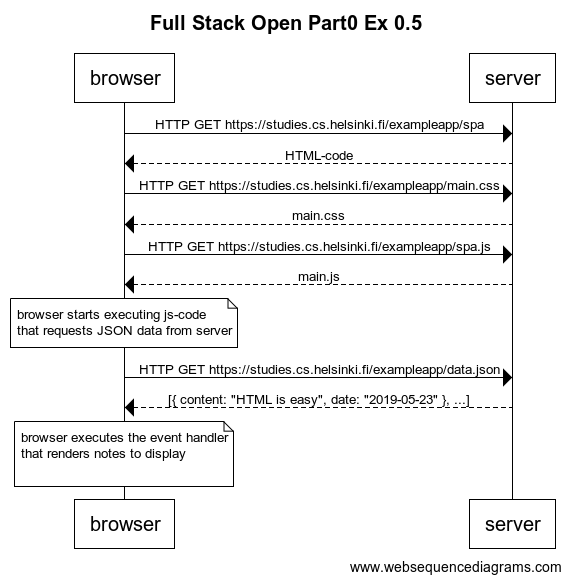 Full Stack Open Part0 Ex 0.5
browser
server
HTTP GET https://studies.cs.helsinki.fi/exampleapp/spa
HTML-code
HTTP GET https://studies.cs.helsinki.fi/exampleapp/main.css
main.css
HTTP GET https://studies.cs.helsinki.fi/exampleapp/spa.js
main.js
browser starts executing js-code
that requests JSON data from server
HTTP GET https://studies.cs.helsinki.fi/exampleapp/data.json
[{ content: "HTML is easy", date: "2019-05-23" }, ...]
browser executes the event handler
that renders notes to display
browser
server
www.websequencediagrams.com